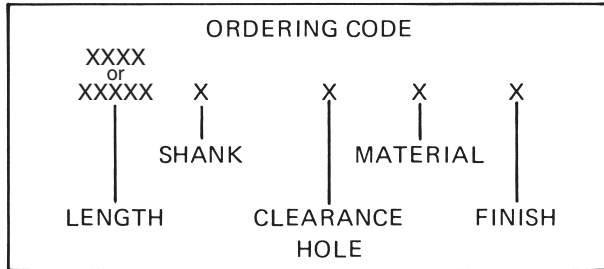 ORDERING CODE
XXXX
or
XXXXX X X X X
SHANK MATERIAL
LENGTH CLEARANCE FINISH
HOLE